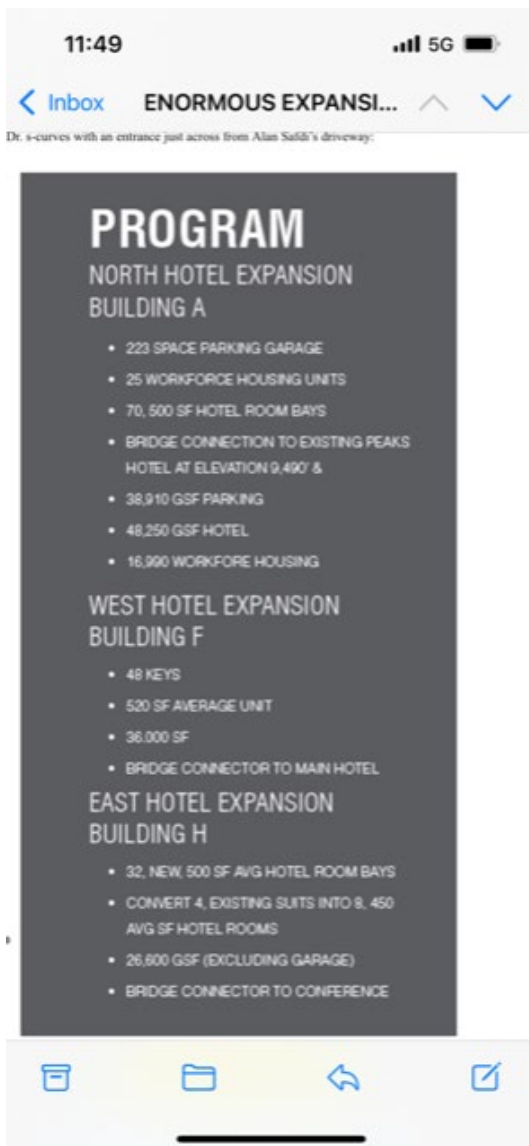 11:49
5G
Inbox
ENORMOUS EXPANSI...
Dr. s-curves with an entrance just across from Alan Safdi's driveway:
PROGRAM
NORTH HOTEL EXPANSION
BUILDING A
• 223 SPACE PARKING GARAGE
• 25 WORKFORCE HOUSING UNITS
• 70, 500 SF HOTEL ROOM BAYS
• BRIDGE CONNECTION TO EXISTING PEAKS
HOTEL AT ELEVATION 9,490' &
• 38,910 GSF PARKING
• 48,250 GSF HOTEL
• 16,990 WORKFORE HOUSING
WEST HOTEL EXPANSION
BUILDING F
• 48 KEYS
• 520 SF AVERAGE UNIT
• 36.000 SF
• BRIDGE CONNECTOR TO MAIN HOTEL
EAST HOTEL EXPANSION
BUILDING H
• 32, NEW, 500 SF AVG HOTEL ROOM BAYS
• CONVERT 4, EXISTING SUITS INTO 8, 450
AVG SF HOTEL ROOMS
• 26,600 GSF (EXCLUDING GARAGE)
• BRIDGE CONNECTOR TO CONFERENCE